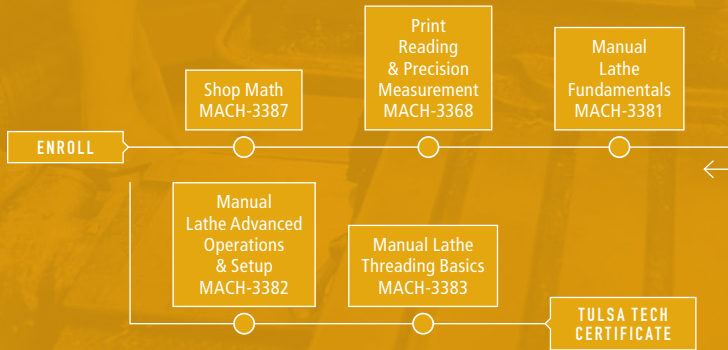 ENROLL
Shop Math
MACH-3387
Print
Reading
& Precision
Measurement
MACH-3368
Manual
Lathe
Fundamentals
MACH-3381
Manual
Lathe Advanced
Operations
& Setup
MACH-3382
Manual Lathe
Threading Basics
MACH-3383
TULSA TECH
CERTIFICATE